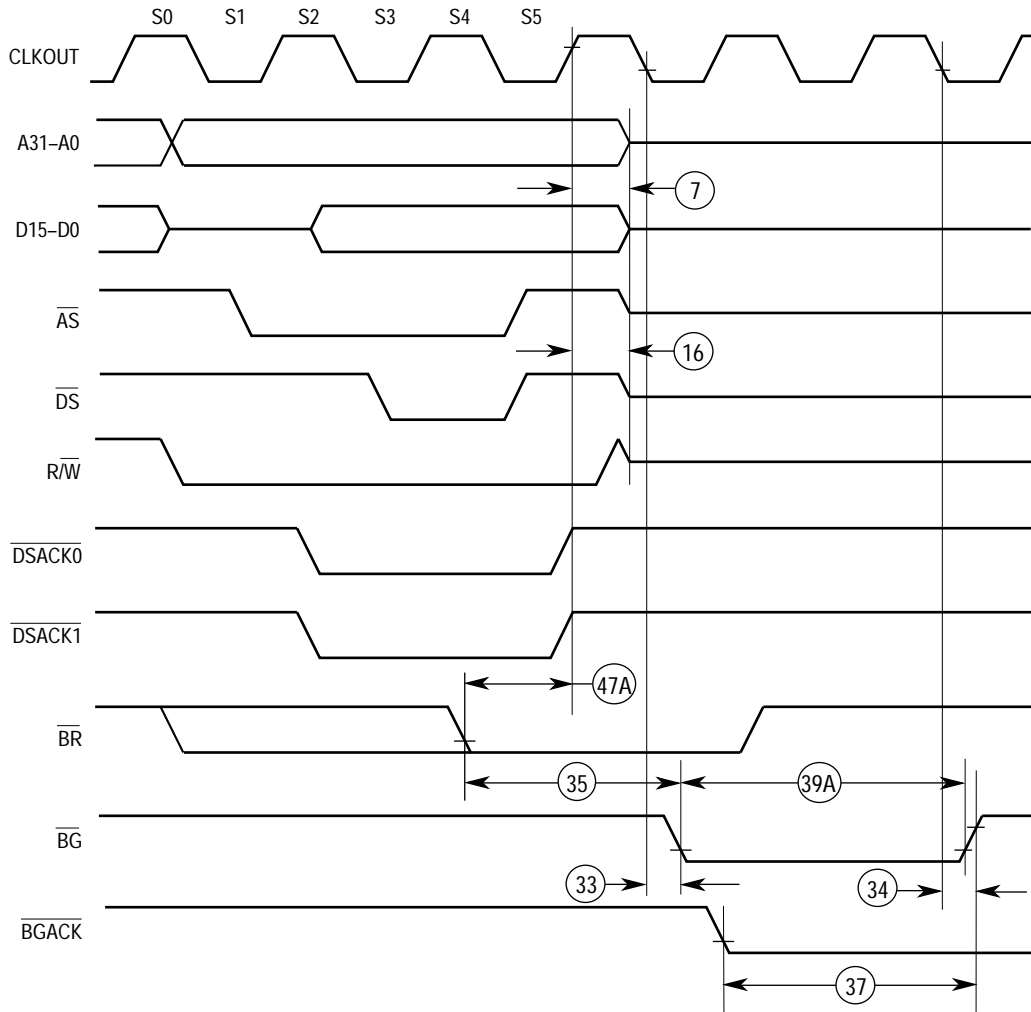 S0 S1 S2 S3 S4 S5
CLKOUT
A31–A0
7
D15–D0
AS
16
DS
R/W
DSACK0
DSACK1
47A
BR
35 39A
BG
33 34
BGACK
37